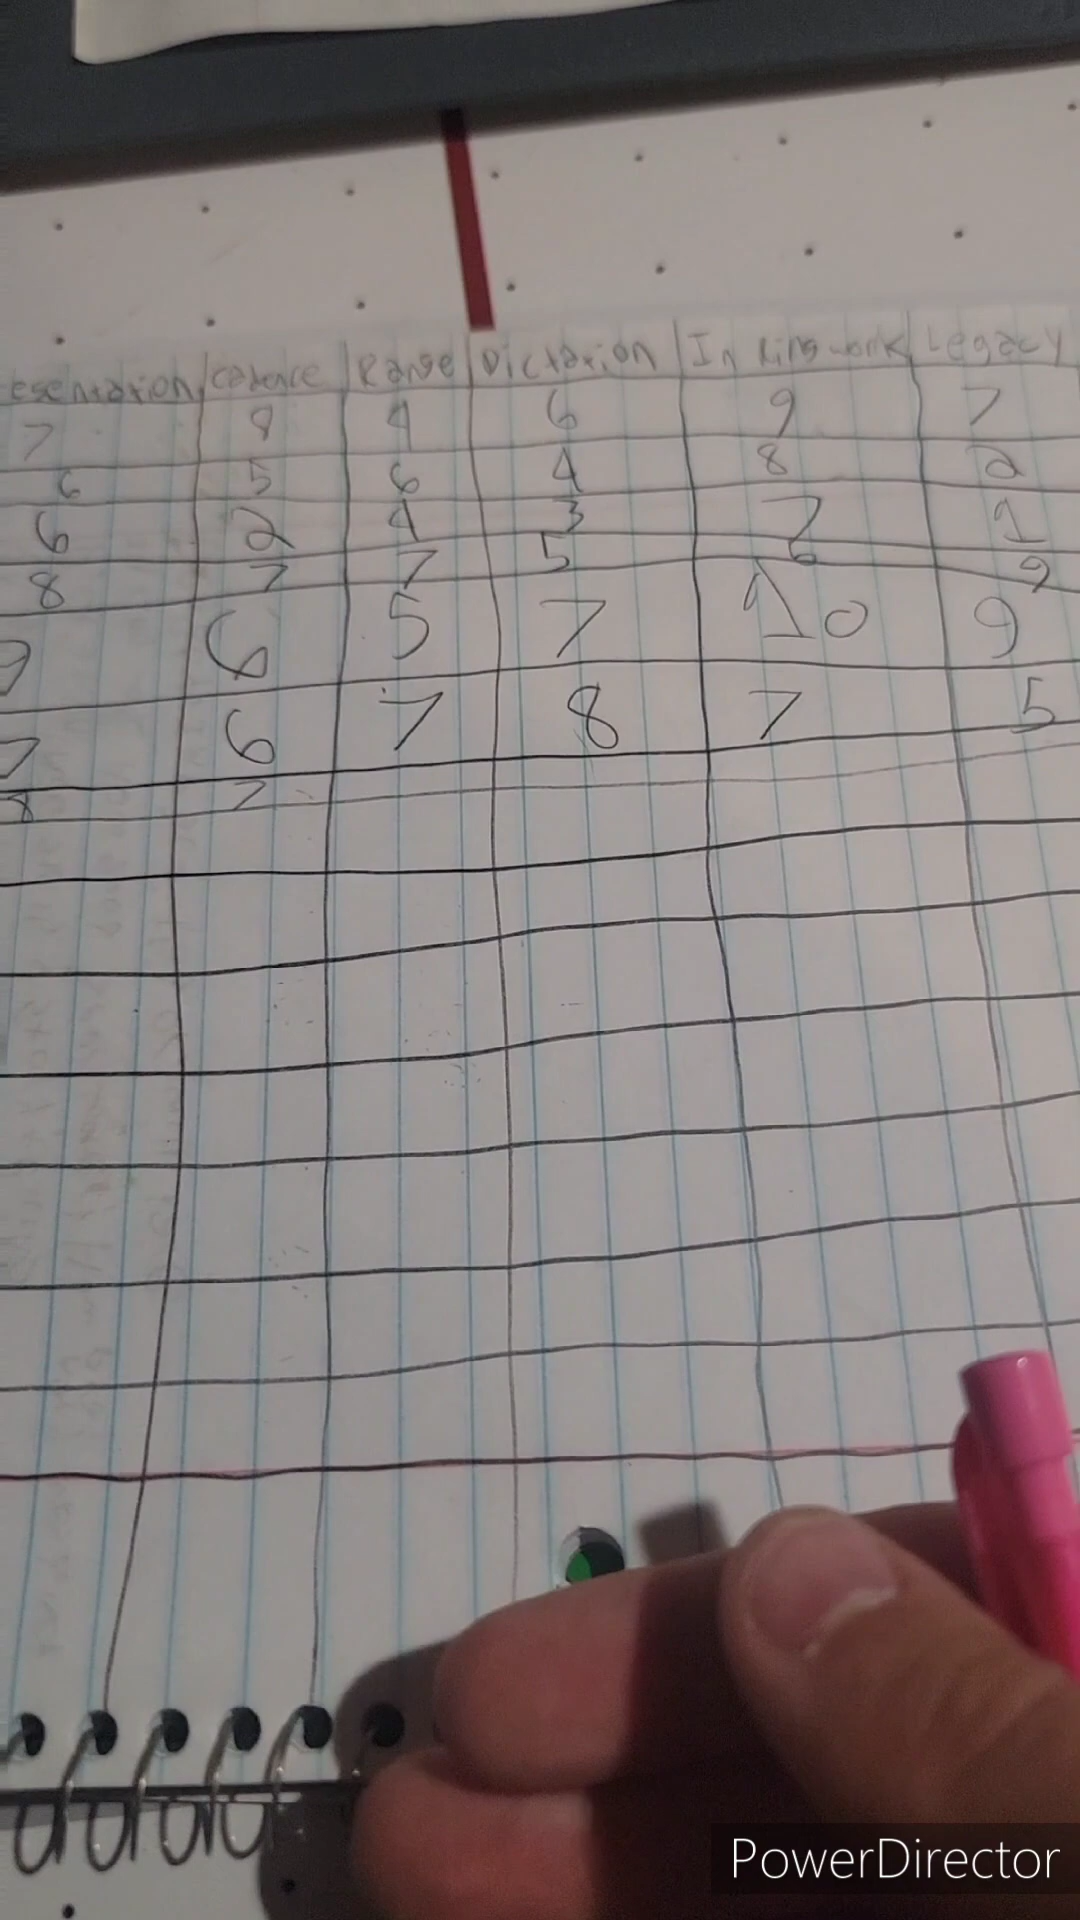 esentation cadence Range Dictation In Ring work Legacy
7 8 4 6 9 7
6 5 6 4 8 2
6 2 4 3 7 1
8 7 7 5 6 9
9 6 5 7 10 9
7 6 7 8 7 5
8 7
PowerDirector